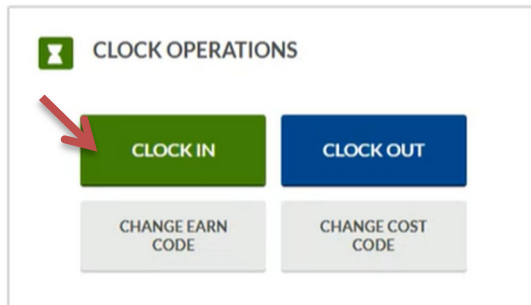 CLOCK OPERATIONS
CLOCK IN
CLOCK OUT
CHANGE EARN
CODE
CHANGE COST
CODE